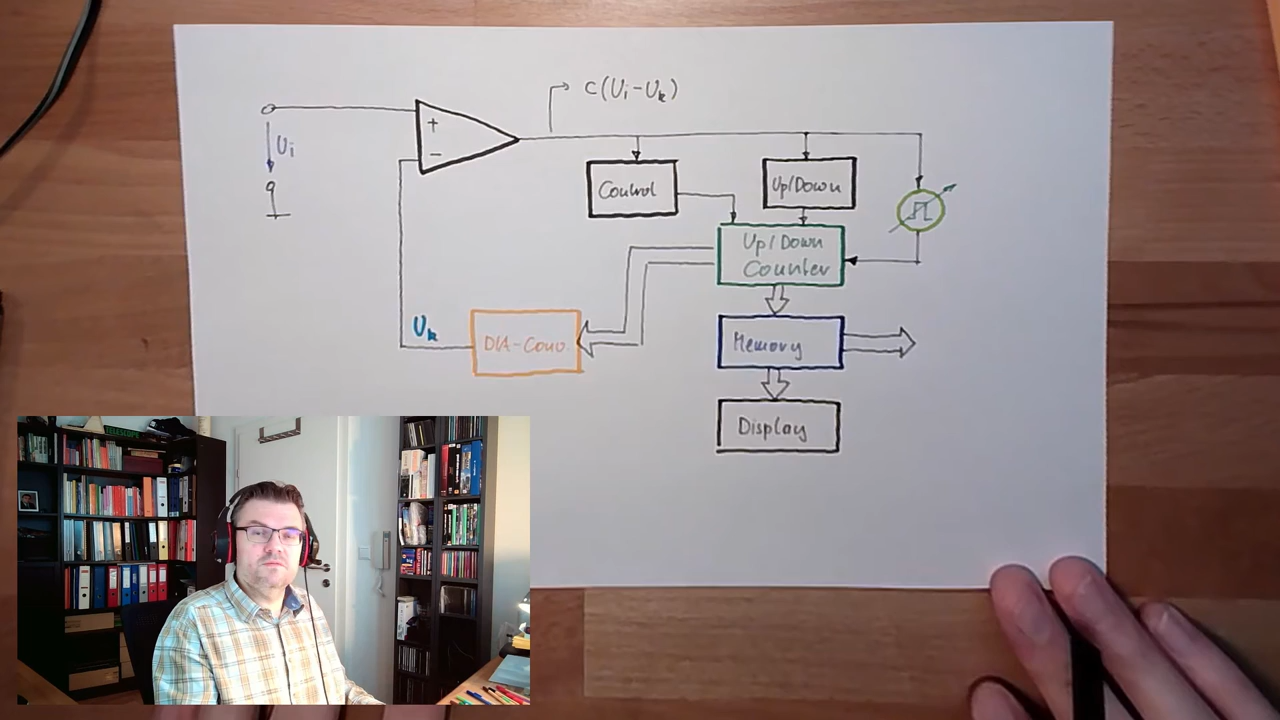 c(Ui-Uk)
+
Ui
-
Control
Up/Down
Up/Down
Counter
Uk
D/A-Conv.
Memory
Display